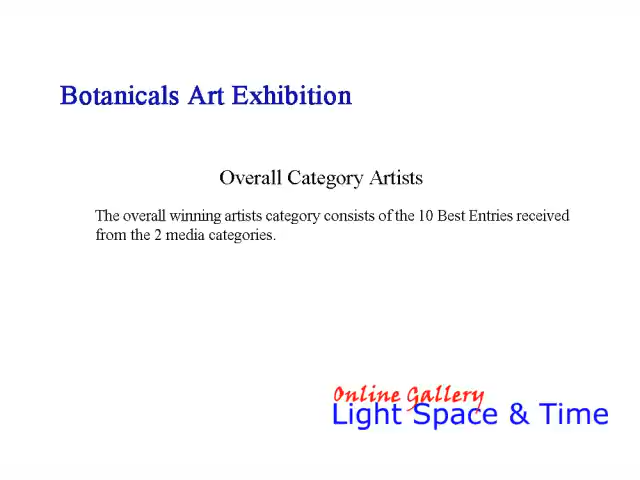 Botanicals Art Exhibition
Overall Category Artists
The overall winning artists category consists of the 10 Best Entries received
from the 2 media categories.
Online Gallery
Light Space & Time